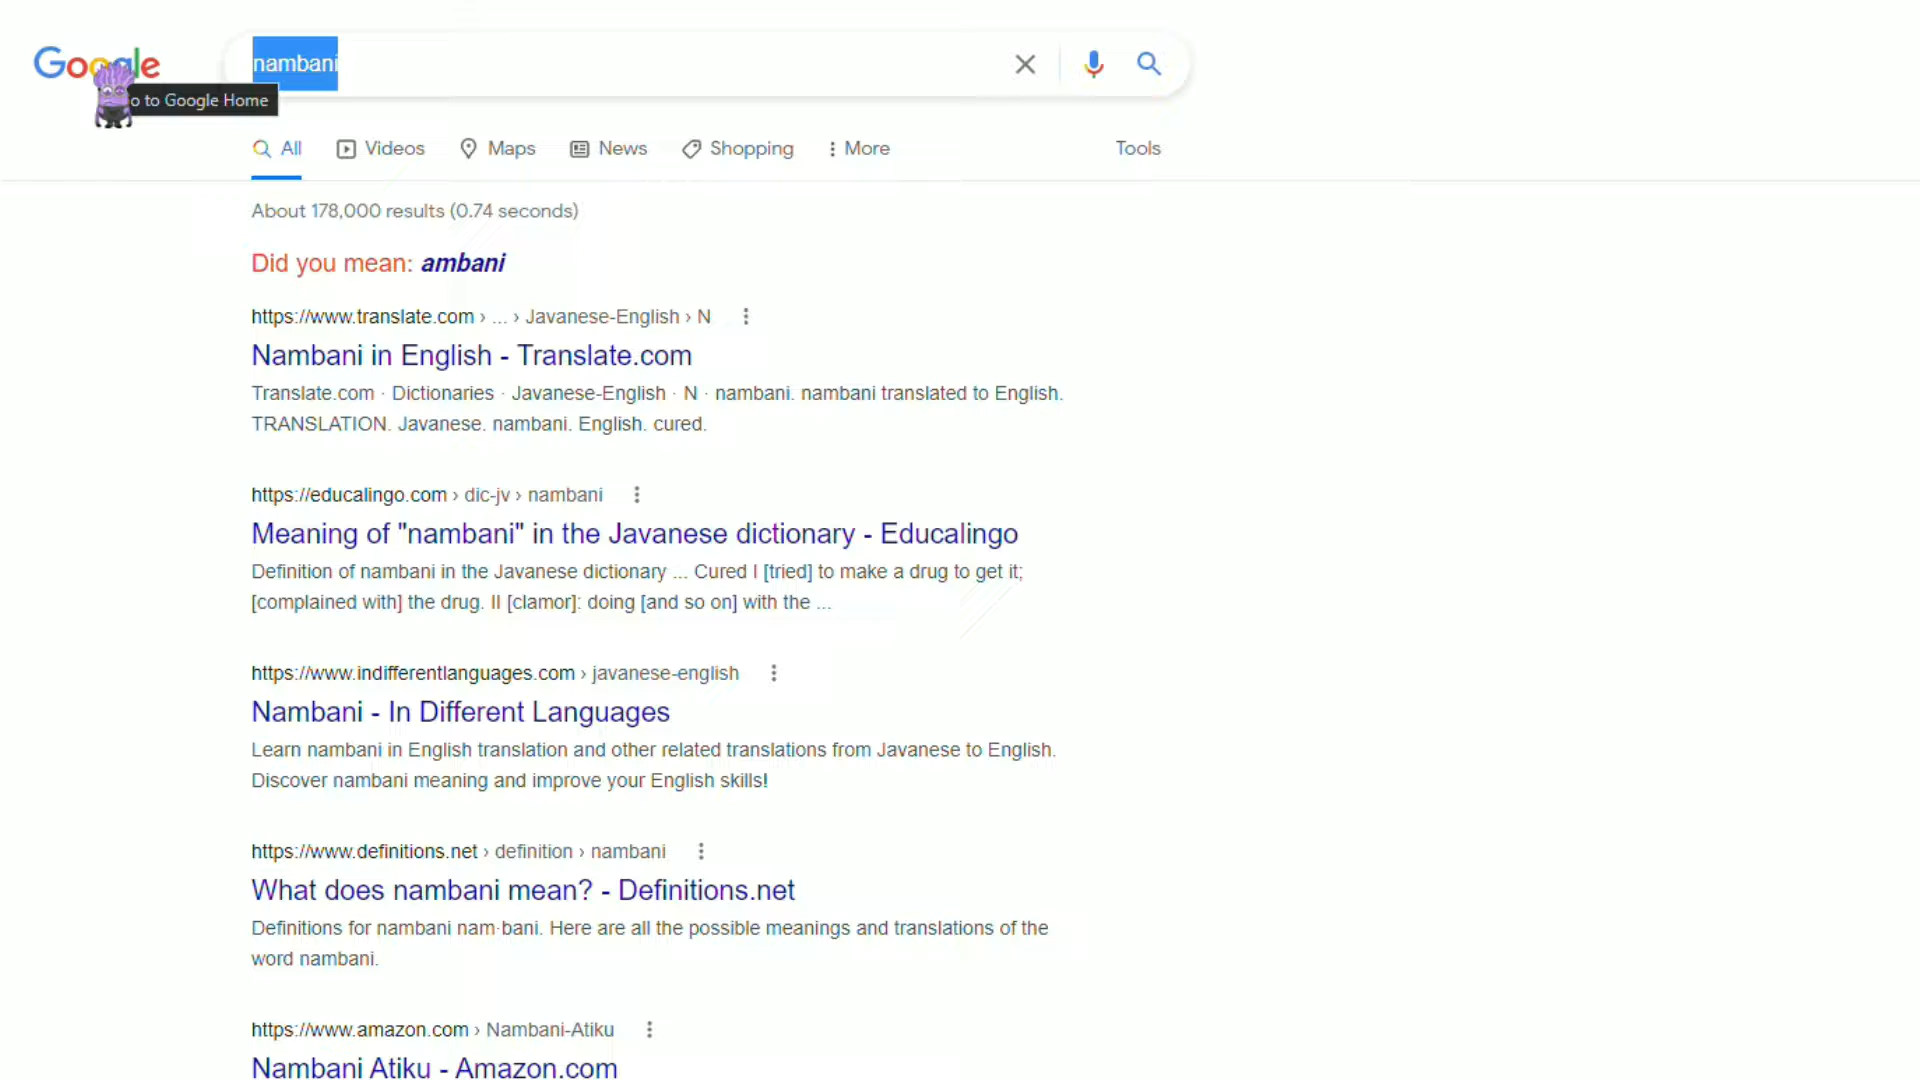 Google
nambani
o to Google Home
All
Videos
Maps
News
Shopping
More
Tools
About 178,000 results (0.74 seconds)
Did you mean: ambani
https://www.translate.com › ... › Javanese-English › N
Nambani in English - Translate.com
Translate.com · Dictionaries · Javanese-English · N · nambani. nambani translated to English.
TRANSLATION. Javanese. nambani. English. cured.
https://educalingo.com › dic-jv › nambani
Meaning of "nambani" in the Javanese dictionary - Educalingo
Definition of nambani in the Javanese dictionary ... Cured I [tried] to make a drug to get it;
[complained with] the drug. II [clamor]: doing [and so on] with the ...
https://www.indifferentlanguages.com › javanese-english
Nambani - In Different Languages
Learn nambani in English translation and other related translations from Javanese to English.
Discover nambani meaning and improve your English skills!
https://www.definitions.net › definition › nambani
What does nambani mean? - Definitions.net
Definitions for nambani nam·bani. Here are all the possible meanings and translations of the
word nambani.
https://www.amazon.com › Nambani-Atiku
Nambani Atiku - Amazon.com